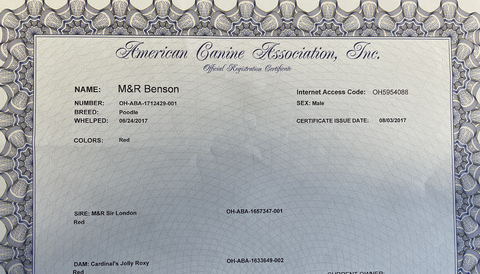 American Canine Association, Inc.
Official Registration Certificate
NAME: M&R Benson
Internet Access Code: OH5954088
NUMBER: OH-ABA-1712429-001
SEX: Male
BREED: Poodle
WHELPED: 06/24/2017
CERTIFICATE ISSUE DATE: 08/03/2017
COLORS: Red
SIRE: M&R Sir London OH-ABA-1657347-001
Red
DAM: Cardinal's Jolly Roxy OH-ABA-1633649-002
Red
CURRENT OWNER: